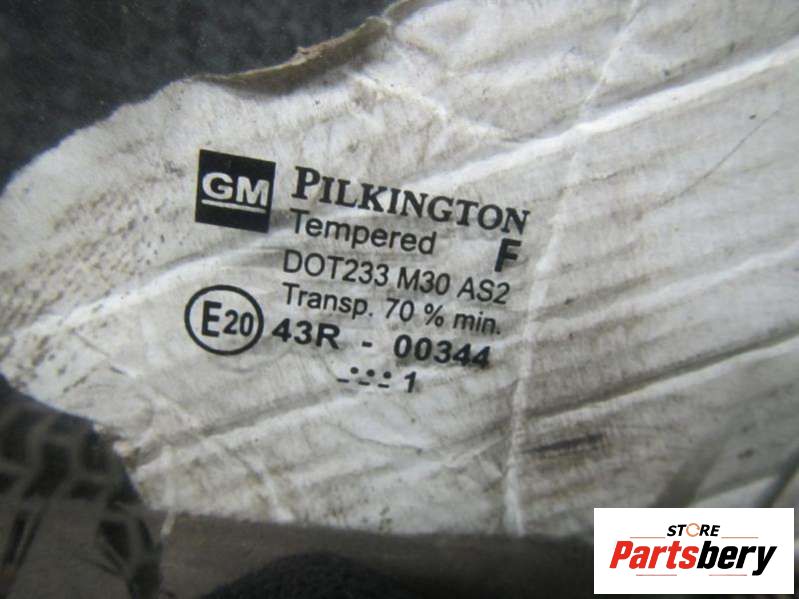 GM PILKINGTON
Tempered F
DOT233 M30 AS2
Transp. 70 % min.
E20 43R - 00344
1
STORE
Partsbery